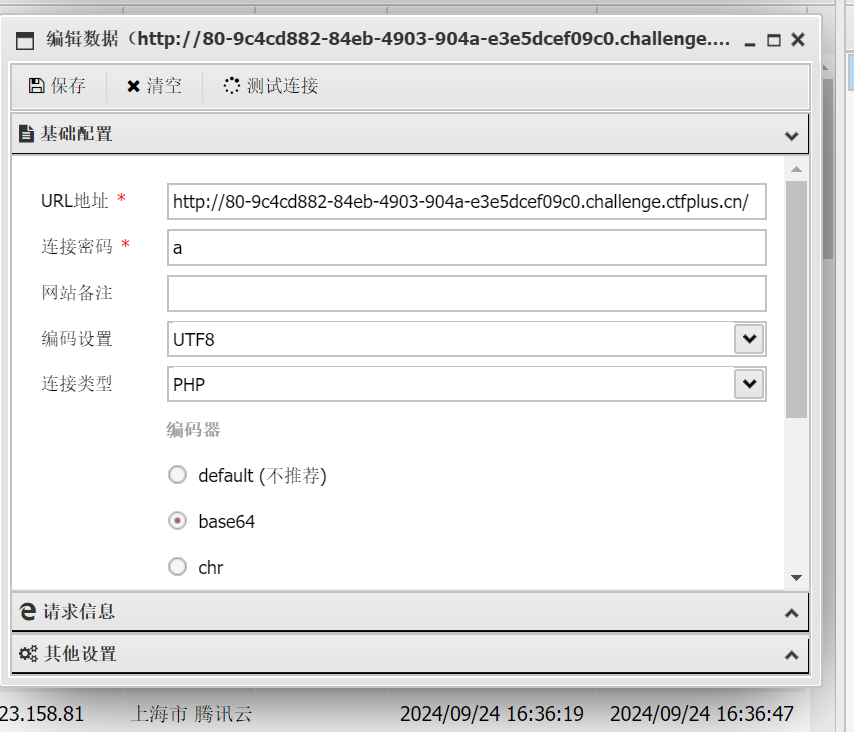 编辑数据（http://80-9c4cd882-84eb-4903-904a-e3e5dcef09c0.challenge....
保存 清空 测试连接
基础配置
URL地址 * http://80-9c4cd882-84eb-4903-904a-e3e5dcef09c0.challenge.ctfplus.cn/
连接密码 * a
网站备注
编码设置 UTF8
连接类型 PHP
编码器
default (不推荐)
base64
chr
请求信息
其他设置
23.158.81 上海市 腾讯云 2024/09/24 16:36:19 2024/09/24 16:36:47